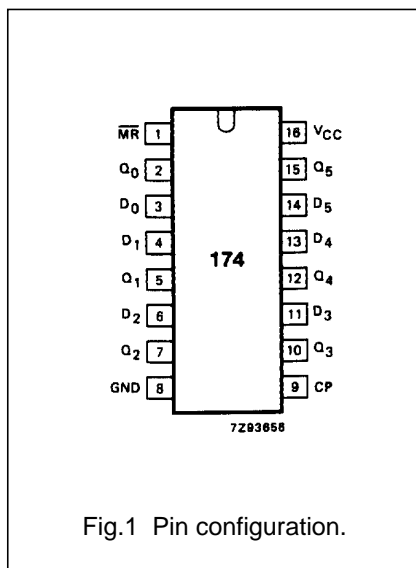 M̅R̅ 1 16 VCC
Q0 2 15 Q5
D0 3 14 D5
D1 4 13 D4
174
Q1 5 12 Q4
D2 6 11 D3
Q2 7 10 Q3
GND 8 9 CP
7Z93656
Fig.1 Pin configuration.